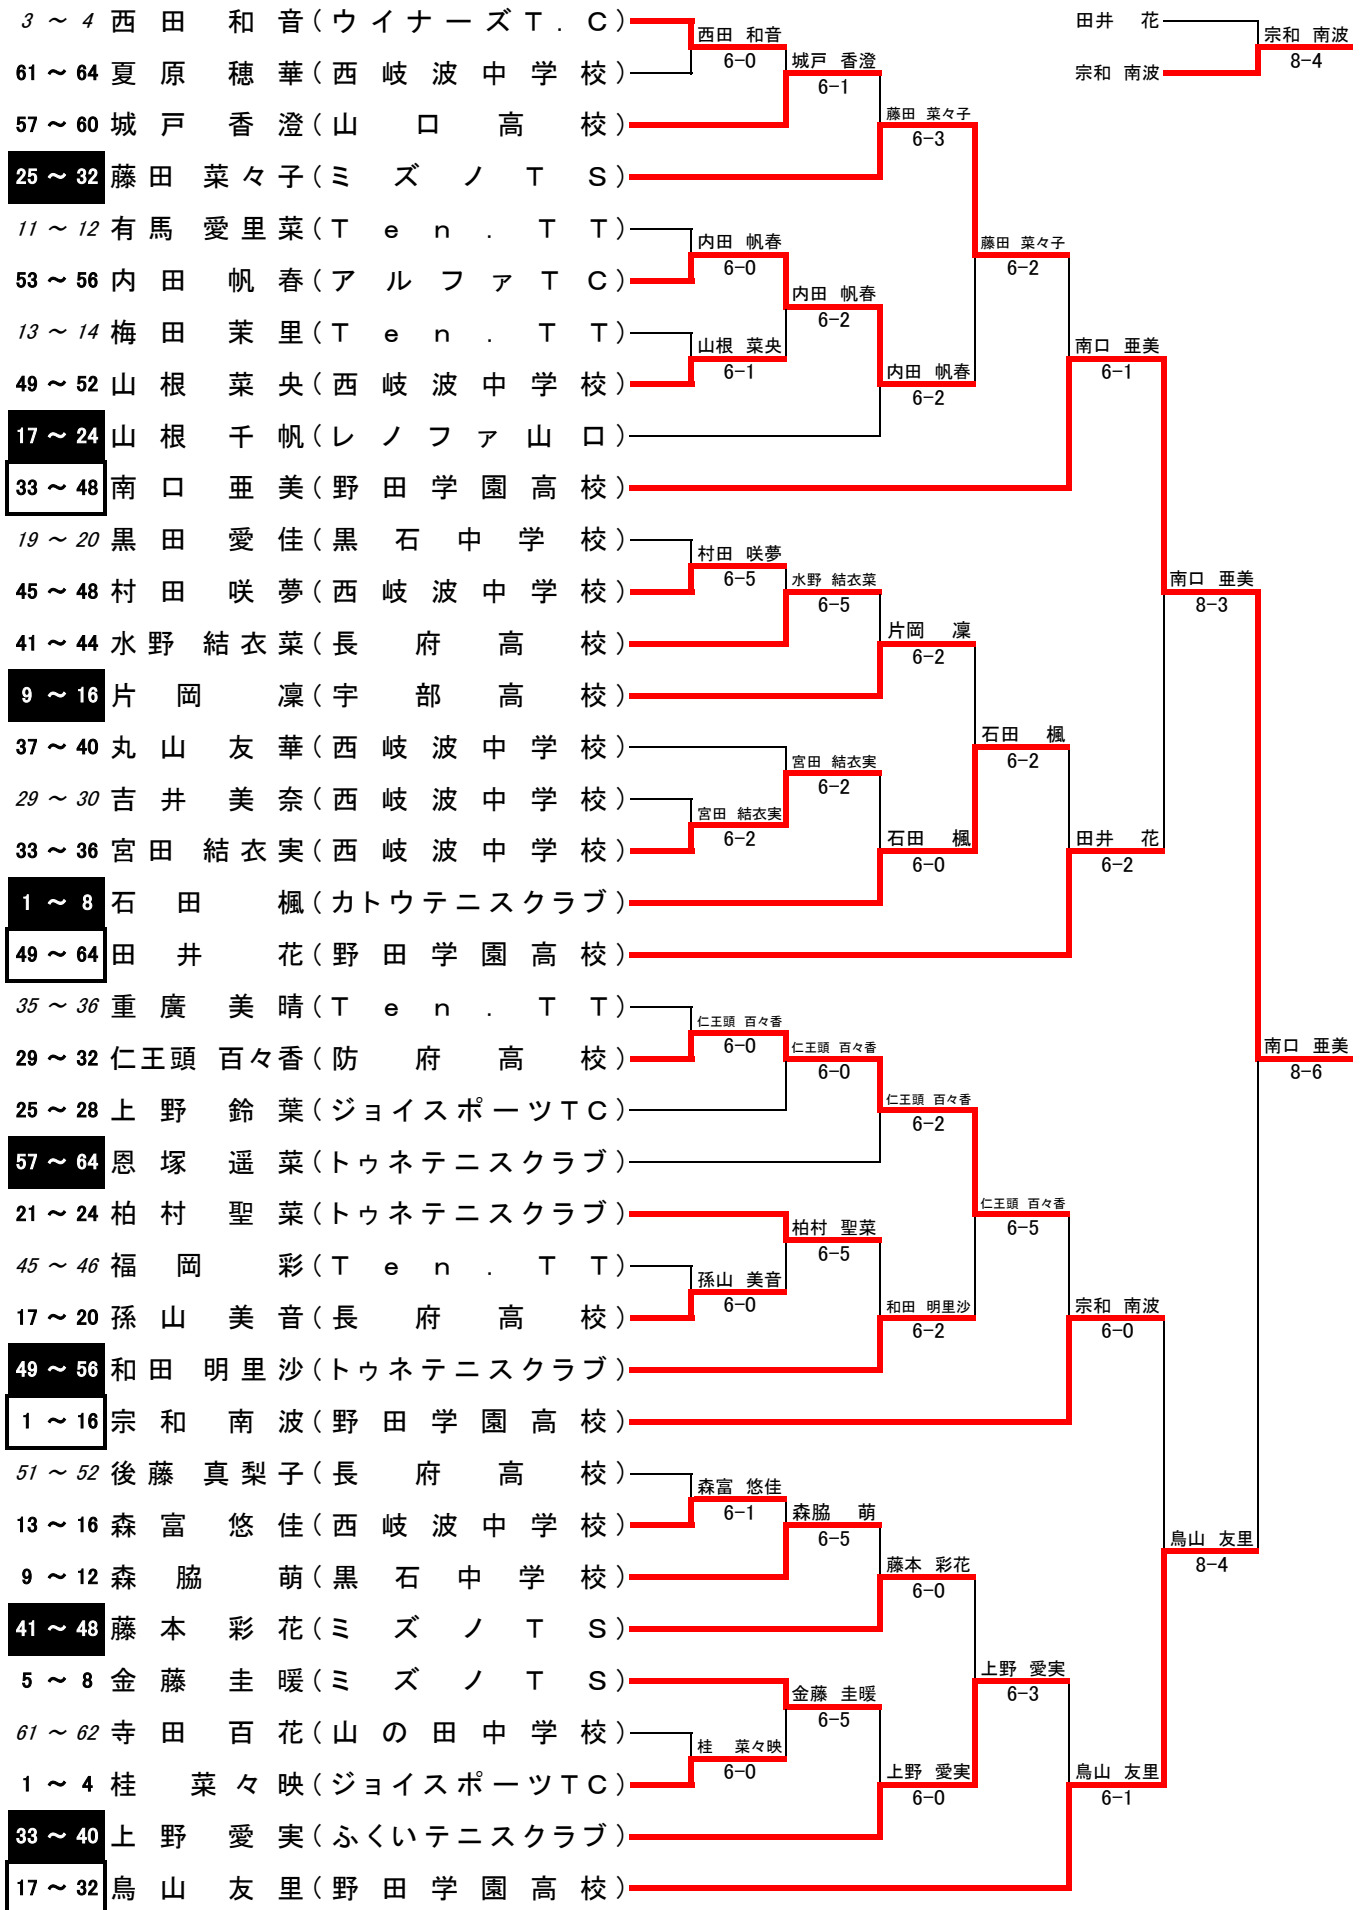 3 ～ 4 西田 和音(ウイナーズT.C)
61 ～ 64 夏原 穂華(西岐波中学校)
57 ～ 60 城戸 香澄(山口高校)
25 ～ 32 藤田 菜々子(ミズノTS)
11 ～ 12 有馬 愛里菜(Ten.TT)
53 ～ 56 内田 帆春(アルファTC)
13 ～ 14 梅田 茉里(Ten.TT)
49 ～ 52 山根 菜央(西岐波中学校)
17 ～ 24 山根 千帆(レノファ山口)
33 ～ 48 南口 亜美(野田学園高校)
19 ～ 20 黒田 愛佳(黒石中学校)
45 ～ 48 村田 咲夢(西岐波中学校)
41 ～ 44 水野 結衣菜(長府高校)
9 ～ 16 片岡 凜(宇部高校)
37 ～ 40 丸山 友華(西岐波中学校)
29 ～ 30 吉井 美奈(西岐波中学校)
33 ～ 36 宮田 結衣実(西岐波中学校)
1 ～ 8 石田 楓(カトウテニスクラブ)
49 ～ 64 田井 花(野田学園高校)
35 ～ 36 重廣 美晴(Ten.TT)
29 ～ 32 仁王頭 百々香(防府高校)
25 ～ 28 上野 鈴葉(ジョイスポーツTC)
57 ～ 64 恩塚 遥菜(トゥネテニスクラブ)
21 ～ 24 柏村 聖菜(トゥネテニスクラブ)
45 ～ 46 福岡 彩(Ten.TT)
17 ～ 20 孫山 美音(長府高校)
49 ～ 56 和田 明里沙(トゥネテニスクラブ)
1 ～ 16 宗和 南波(野田学園高校)
51 ～ 52 後藤 真梨子(長府高校)
13 ～ 16 森富 悠佳(西岐波中学校)
9 ～ 12 森脇 萌(黒石中学校)
41 ～ 48 藤本 彩花(ミズノTS)
5 ～ 8 金藤 圭暖(ミズノTS)
61 ～ 62 寺田 百花(山の田中学校)
1 ～ 4 桂 菜々映(ジョイスポーツTC)
33 ～ 40 上野 愛実(ふくいテニスクラブ)
17 ～ 32 鳥山 友里(野田学園高校)
西田 和音
6-0
内田 帆春
6-0
山根 菜央
6-1
村田 咲夢
6-5
宮田 結衣実
6-2
仁王頭 百々香
6-0
孫山 美音
6-0
森富 悠佳
6-1
桂 菜々映
6-0
城戸 香澄
6-1
内田 帆春
6-2
水野 結衣菜
6-5
宮田 結衣実
6-2
仁王頭 百々香
6-0
柏村 聖菜
6-5
森脇 萌
6-5
金藤 圭暖
6-5
藤田 菜々子
6-3
内田 帆春
6-2
片岡 凜
6-2
石田 楓
6-0
仁王頭 百々香
6-2
和田 明里沙
6-2
藤本 彩花
6-0
上野 愛実
6-0
藤田 菜々子
6-2
石田 楓
6-2
仁王頭 百々香
6-5
上野 愛実
6-3
南口 亜美
6-1
田井 花
6-2
宗和 南波
6-0
鳥山 友里
6-1
南口 亜美
8-3
鳥山 友里
8-4
南口 亜美
8-6
田井 花
宗和 南波
宗和 南波
8-4